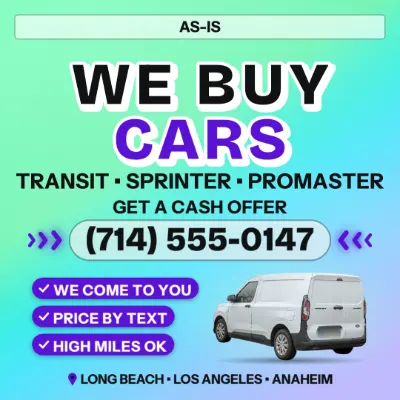 AS-IS
WE BUY
CARS
TRANSIT • SPRINTER • PROMASTER
GET A CASH OFFER
(714) 555-0147
WE COME TO YOU
PRICE BY TEXT
HIGH MILES OK
LONG BEACH • LOS ANGELES • ANAHEIM